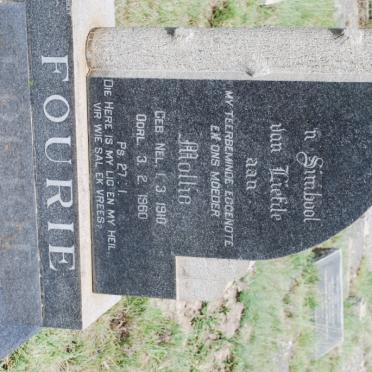 'n Simbool
van Liefde
aan
MY TEERBEMINDE EGGENOTE
EN ONS MOEDER
Mollie
GEB. NEL 1. 3. 1910
OORL. 3. 2. 1960
PS. 27 : 1.
DIE HERE IS MY LIG EN MY HEIL
VIR WIE SAL EK VREES?
FOURIE